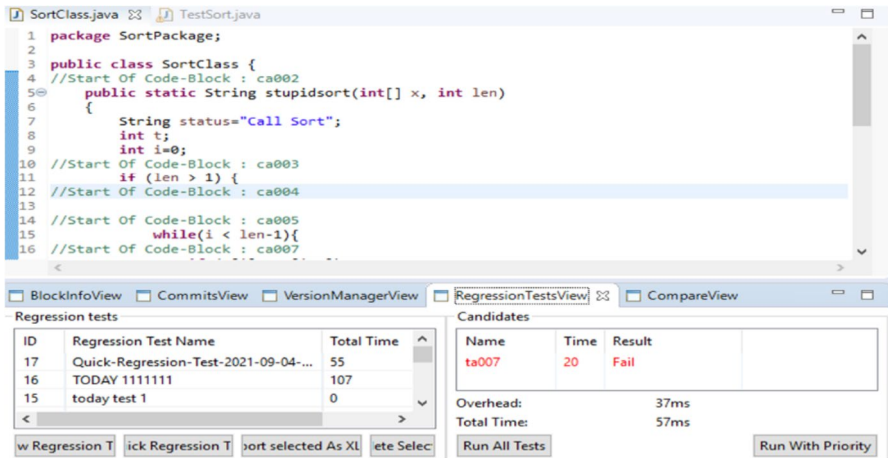 SortClass.java TestSort.java
1 package SortPackage;
2
3 public class SortClass {
4 //Start Of Code-Block : ca002
5 public static String stupidsort(int[] x, int len)
6 {
7 String status="Call Sort";
8 int t;
9 int i=0;
10 //Start Of Code-Block : ca003
11 if (len > 1) {
12 //Start Of Code-Block : ca004
13
14 //Start Of Code-Block : ca005
15 while(i < len-1){
16 //Start Of Code-Block : ca007
BlockInfoView CommitsView VersionManagerView RegressionTestsView CompareView
Regression tests
ID Regression Test Name Total Time
17 Quick-Regression-Test-2021-09-04-... 55
16 TODAY 1111111 107
15 today test 1 0
w Regression T ick Regression T port selected As XL ete Selec
Candidates
Name Time Result
ta007 20 Fail
Overhead: 37ms
Total Time: 57ms
Run All Tests Run With Priority